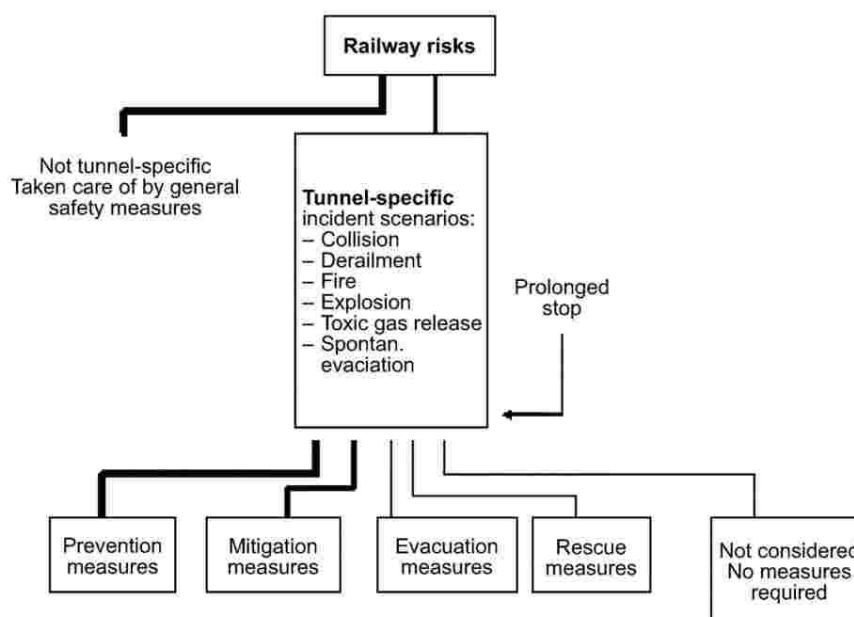 Railway risks
Not tunnel-specific
Taken care of by general
safety measures
Tunnel-specific
incident scenarios:
– Collision
– Derailment
– Fire
– Explosion
– Toxic gas release
– Spontan.
evaciation
Prolonged
stop
Prevention
measures
Mitigation
measures
Evacuation
measures
Rescue
measures
Not considered
No measures
required